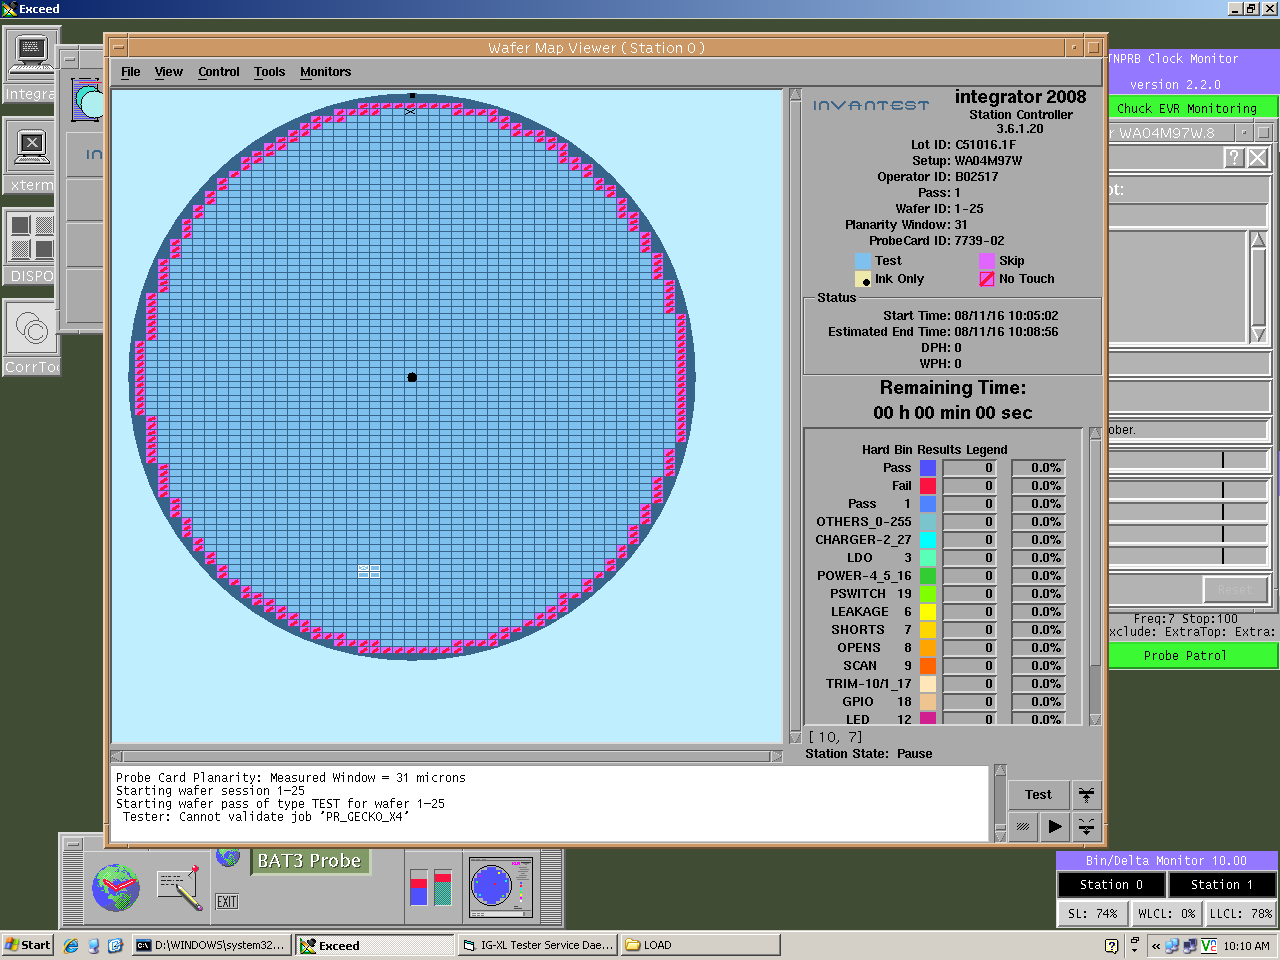 Exceed
Wafer Map Viewer ( Station 0 )
File View Control Tools Monitors
INVANTEST
integrator 2008
Station Controller
3.6.1.20
Lot ID: C51016.1F
Setup: WA04M97W
Operator ID: B02517
Pass: 1
Wafer ID: 1-25
Planarity Window: 31
ProbeCard ID: 7739-02
Test Skip
Ink Only No Touch
Status
Start Time: 08/11/16 10:05:02
Estimated End Time: 08/11/16 10:08:56
DPH: 0
WPH: 0
Remaining Time:
00 h 00 min 00 sec
Hard Bin Results Legend
Pass 0 0.0%
Fail 0 0.0%
Pass 1 0 0.0%
OTHERS_0-255 0 0.0%
CHARGER-2_27 0 0.0%
LDO 3 0 0.0%
POWER-4_5_16 0 0.0%
PSWITCH 19 0 0.0%
LEAKAGE 6 0 0.0%
SHORTS 7 0 0.0%
OPENS 8 0 0.0%
SCAN 9 0 0.0%
TRIM-10/1_17 0 0.0%
GPIO 18 0 0.0%
LED 12 0 0.0%
[ 10, 7]
Station State: Pause
Probe Card Planarity: Measured Window = 31 microns
Starting wafer session 1-25
Starting wafer pass of type TEST for wafer 1-25
Tester: Cannot validate job 'PR_GECKO_X4'
Test
Integra
xterm
DISPO
CorrToo
IN
TNPRB Clock Monitor
version 2.2.0
Chuck EVR Monitoring
r WA04M97W.8
?
ot:
ober.
Reset
Freq:7 Stop:100
xclude: ExtraTop: Extra:
Probe Patrol
BAT3 Probe
EXIT
Bin/Delta Monitor 10.00
Station 0 Station 1
SL: 74% WLCL: 0% LLCL: 78%
Start
D:\WINDOWS\system32...
Exceed
IG-XL Tester Service Dae...
LOAD
10:10 AM